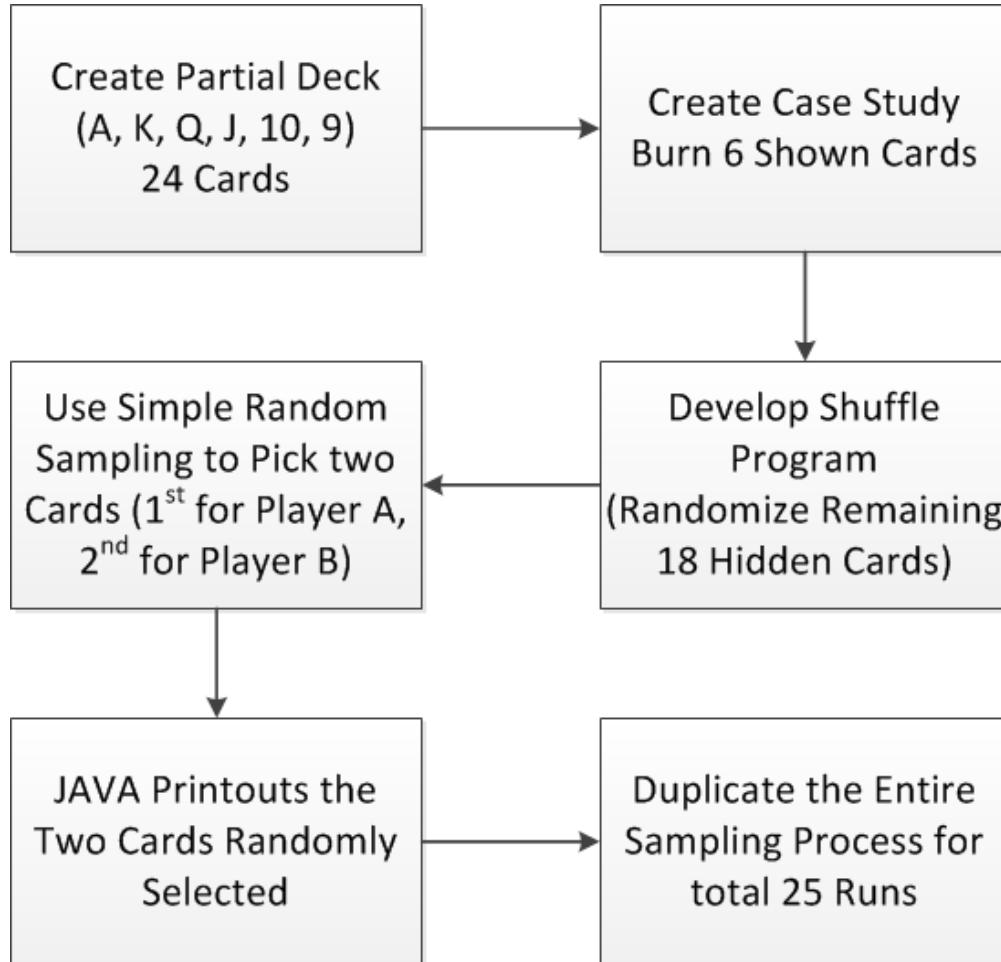 Create Partial Deck
(A, K, Q, J, 10, 9)
24 Cards
Create Case Study
Burn 6 Shown Cards
Develop Shuffle
Program
(Randomize Remaining
18 Hidden Cards)
Use Simple Random
Sampling to Pick two
Cards (1st for Player A,
2nd for Player B)
JAVA Printouts the
Two Cards Randomly
Selected
Duplicate the Entire
Sampling Process for
total 25 Runs